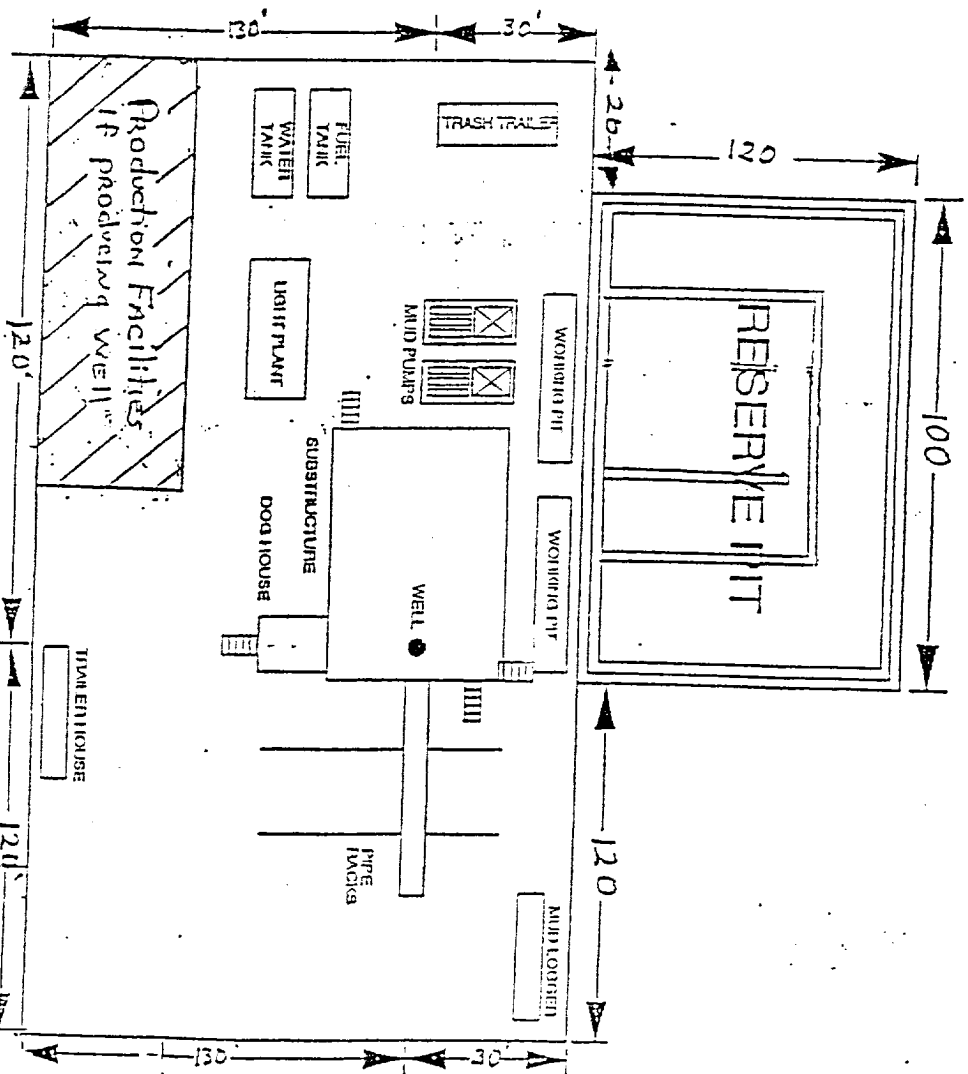 130'
30'
26
120
100
TRASH TRAILER
FUEL
TANK
WATER
TANK
Production Facilities
IF producing well"
LIGHT PLANT
MUD PUMPS
WORKING PIT
RESERVE PIT
WORKING PIT
SUBSTRUCTURE
DOG HOUSE
WELL
120'
TRAILER HOUSE
PIPE
RACKS
120
MUD LOGGER
120'
130'
30'